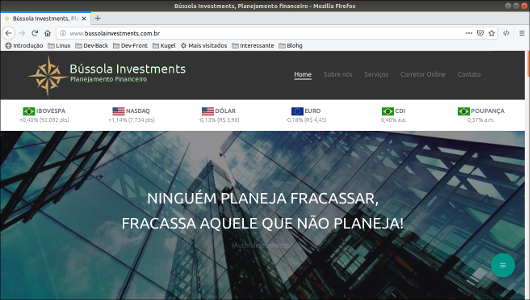 Bússola Investments, Planejamento financeiro - Mozilla Firefox
Bússola Investments, Pla
www.bussolainvestments.com.br
Introdução Linux Dev-Back Dev-Front Kugel Mais visitados Interessante Blohg
Bússola Investments
Planejamento Financeiro
Home Sobre nós Serviços Corretor Online Contato
IBOVESPA NASDAQ DÓLAR EURO CDI POUPANÇA
+0,40% (92.092 pts) +1,14% (7.734 pts) -0,13% (R$ 3,98) -0,18% (R$ 4,45) 6,40% a.a. 0,37% a.m.
NINGUÉM PLANEJA FRACASSAR,
FRACASSA AQUELE QUE NÃO PLANEJA!